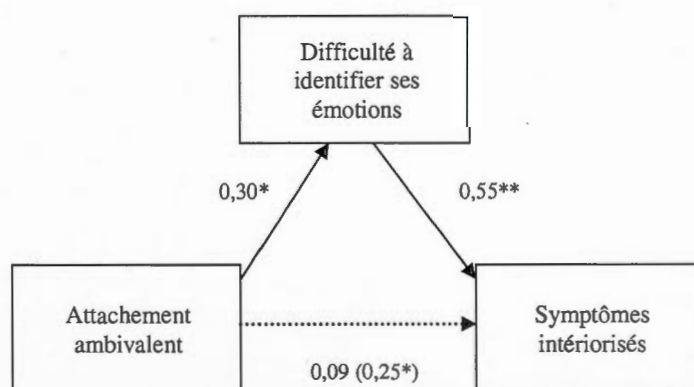 Difficulté à
identifier ses
émotions
0,30*
0,55**
Attachement
ambivalent
Symptômes
intériorisés
0,09 (0,25*)